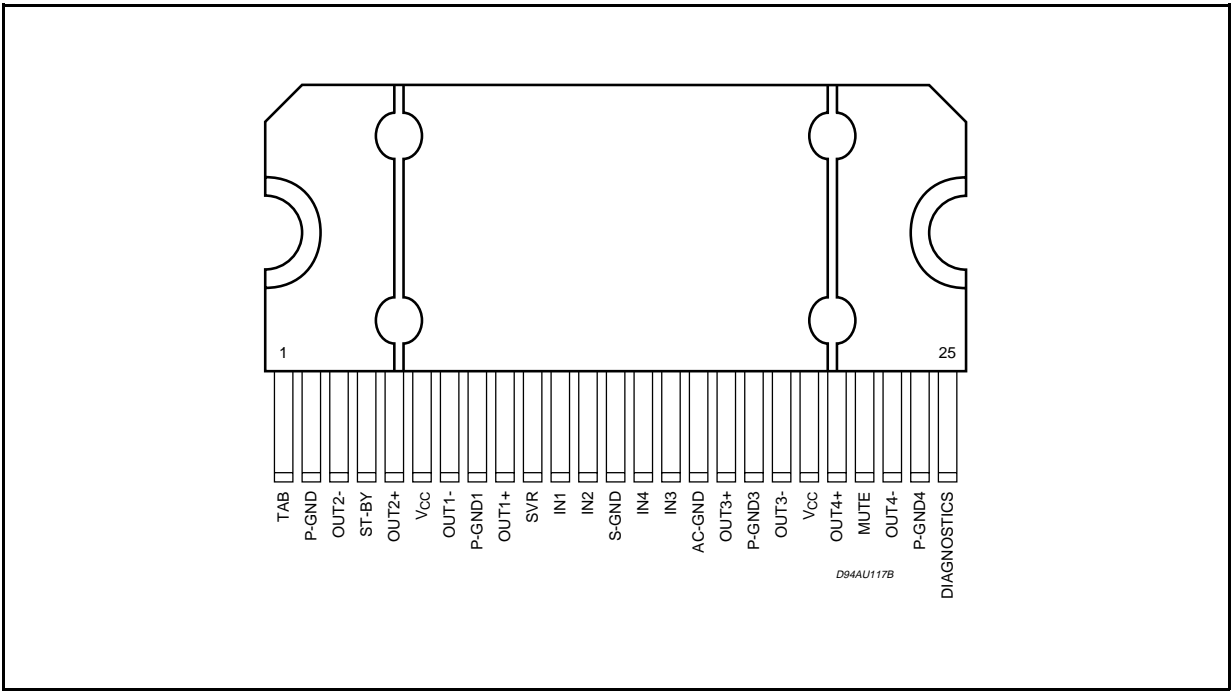 1
25
TAB
P-GND
OUT2-
ST-BY
OUT2+
VCC
OUT1-
P-GND1
OUT1+
SVR
IN1
IN2
S-GND
IN4
IN3
AC-GND
OUT3+
P-GND3
OUT3-
VCC
OUT4+
MUTE
OUT4-
P-GND4
DIAGNOSTICS
D94AU117B